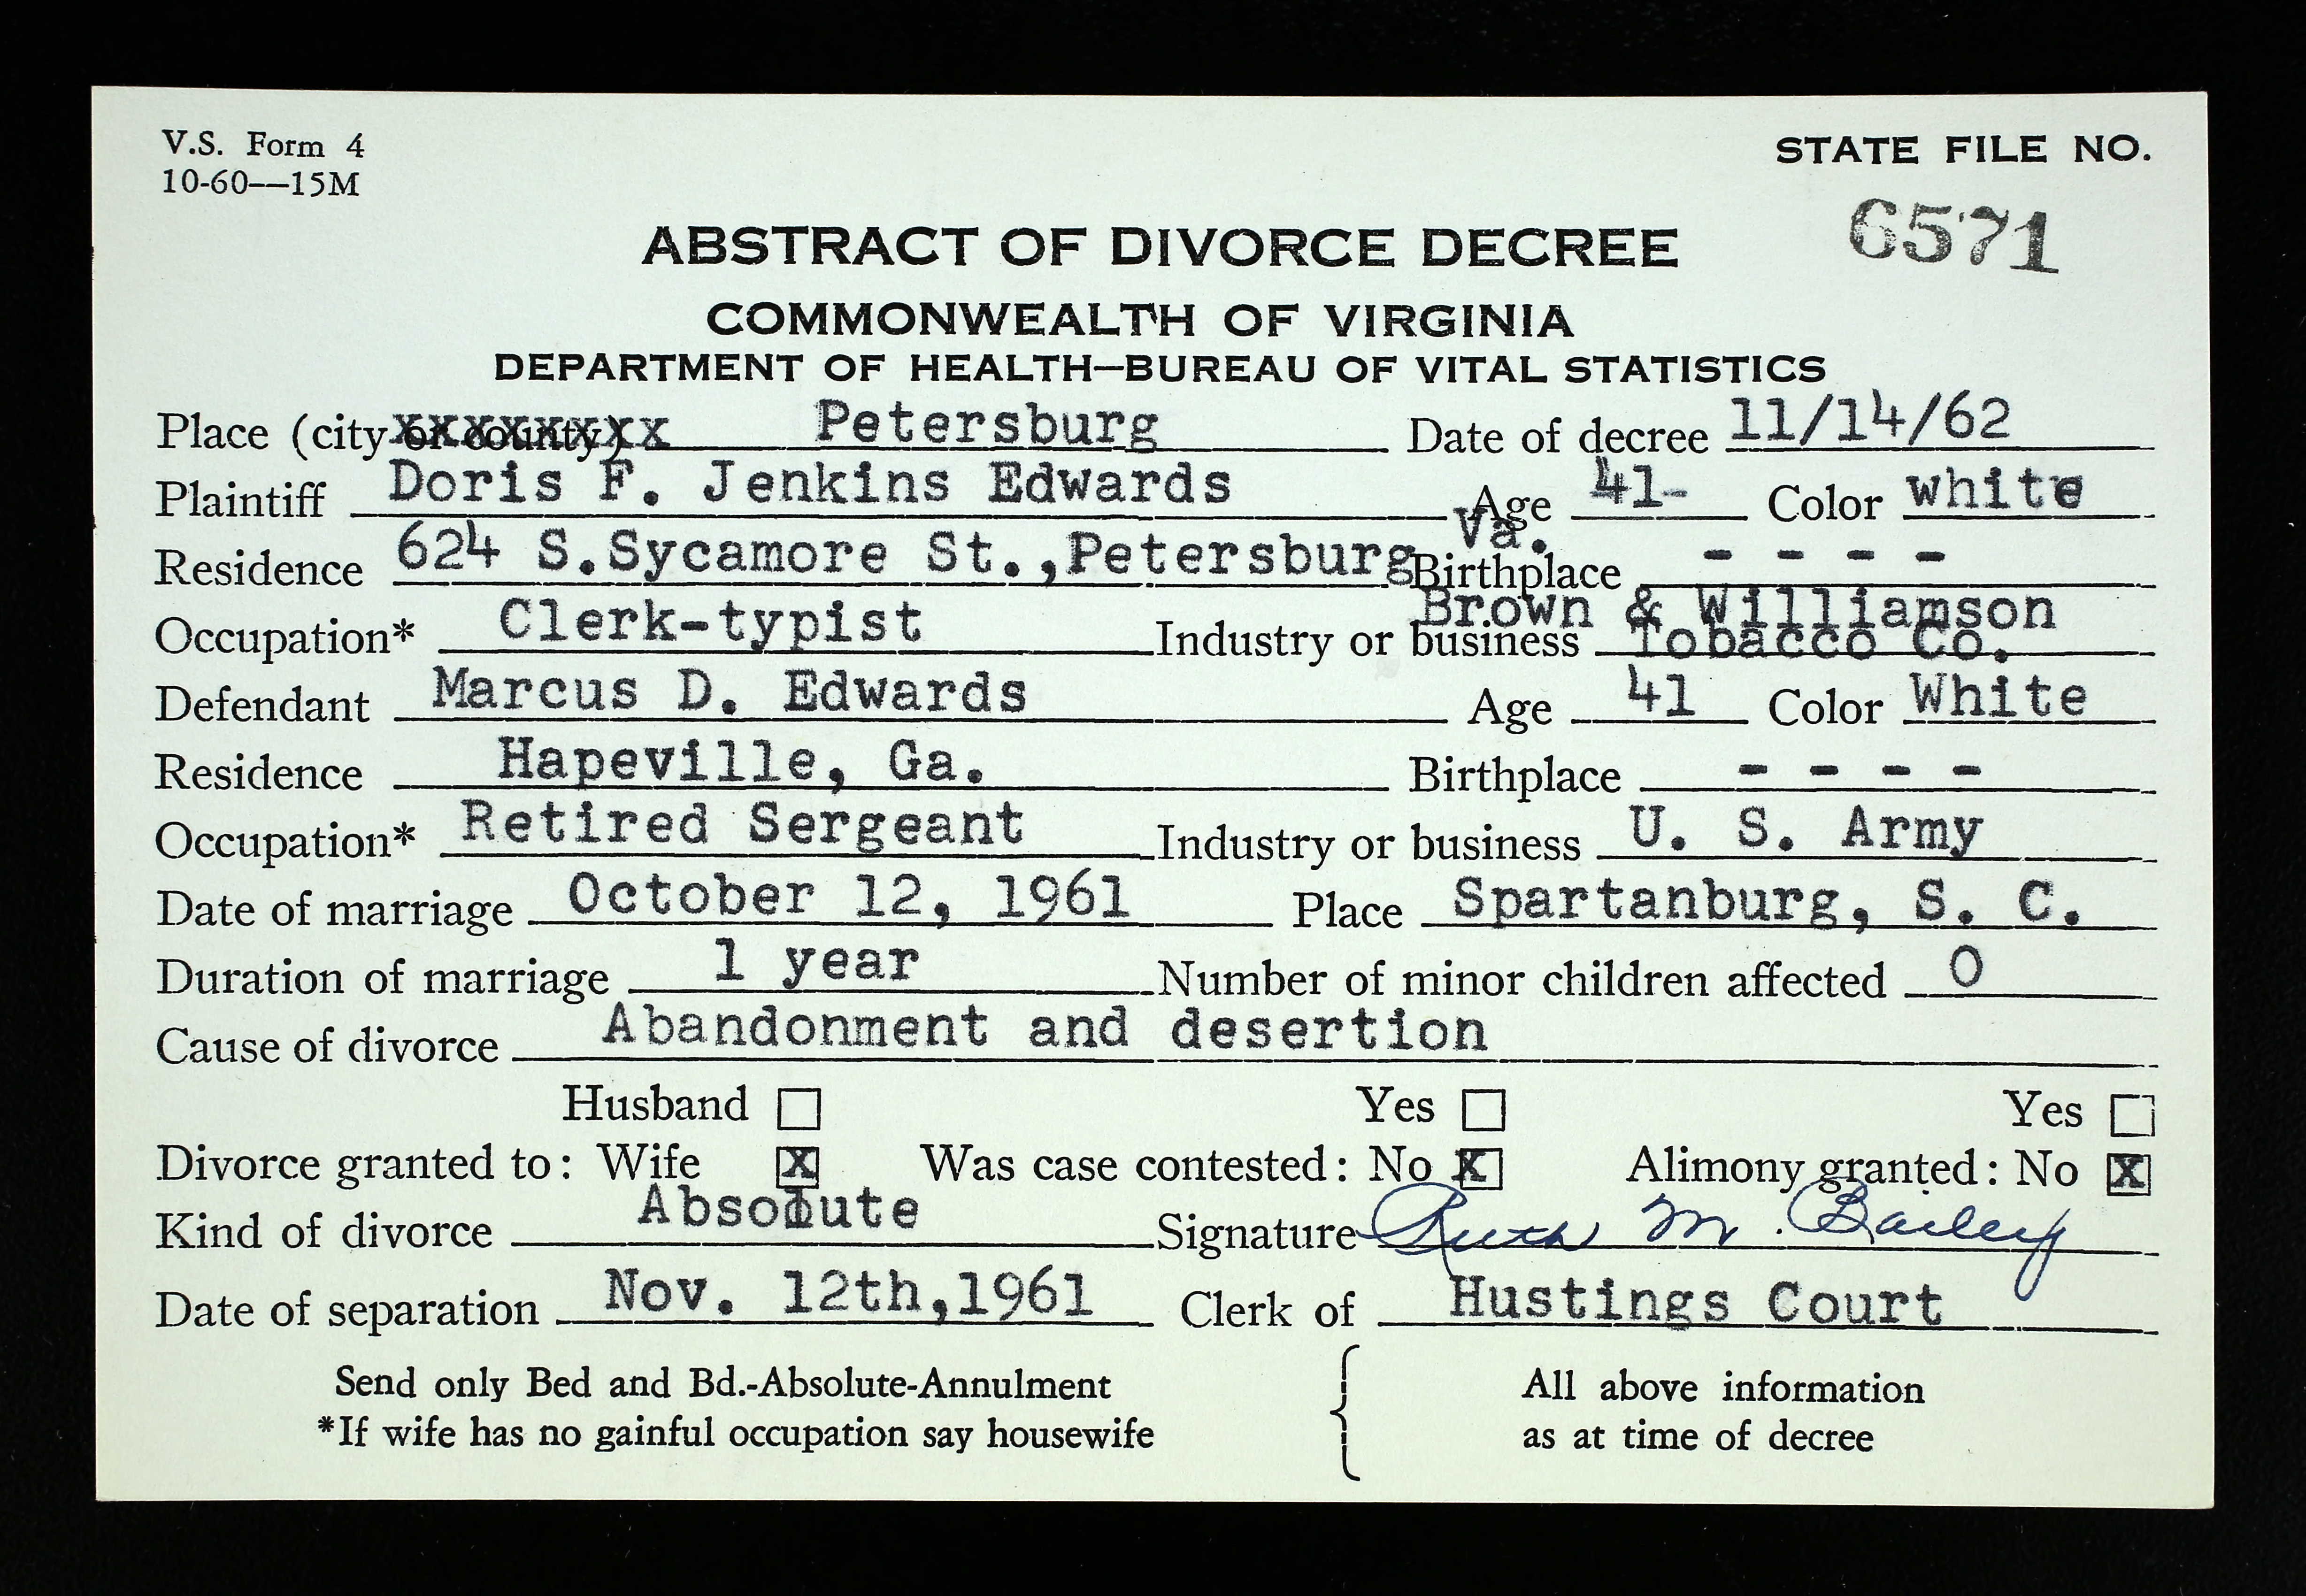 V.S. Form 4
10-60—15M
STATE FILE NO.
6571
ABSTRACT OF DIVORCE DECREE
COMMONWEALTH OF VIRGINIA
DEPARTMENT OF HEALTH—BUREAU OF VITAL STATISTICS
Place (city or county) Petersburg Date of decree 11/14/62
Plaintiff Doris F. Jenkins Edwards Age 41- Color white
Residence 624 S.Sycamore St.,Petersburg Va. Birthplace - - - -
Occupation* Clerk-typist Industry or business Brown & Williamson Tobacco Co.
Defendant Marcus D. Edwards Age 41 Color White
Residence Hapeville, Ga. Birthplace - - - -
Occupation* Retired Sergeant Industry or business U. S. Army
Date of marriage October 12, 1961 Place Spartanburg, S. C.
Duration of marriage 1 year Number of minor children affected 0
Cause of divorce Abandonment and desertion
Husband ☐ Yes ☐ Yes ☐
Divorce granted to: Wife ☒ Was case contested: No ☒ Alimony granted: No ☒
Kind of divorce Absolute Signature Ruth M. Bailey
Date of separation Nov. 12th,1961 Clerk of Hustings Court
Send only Bed and Bd.-Absolute-Annulment
*If wife has no gainful occupation say housewife
All above information
as at time of decree